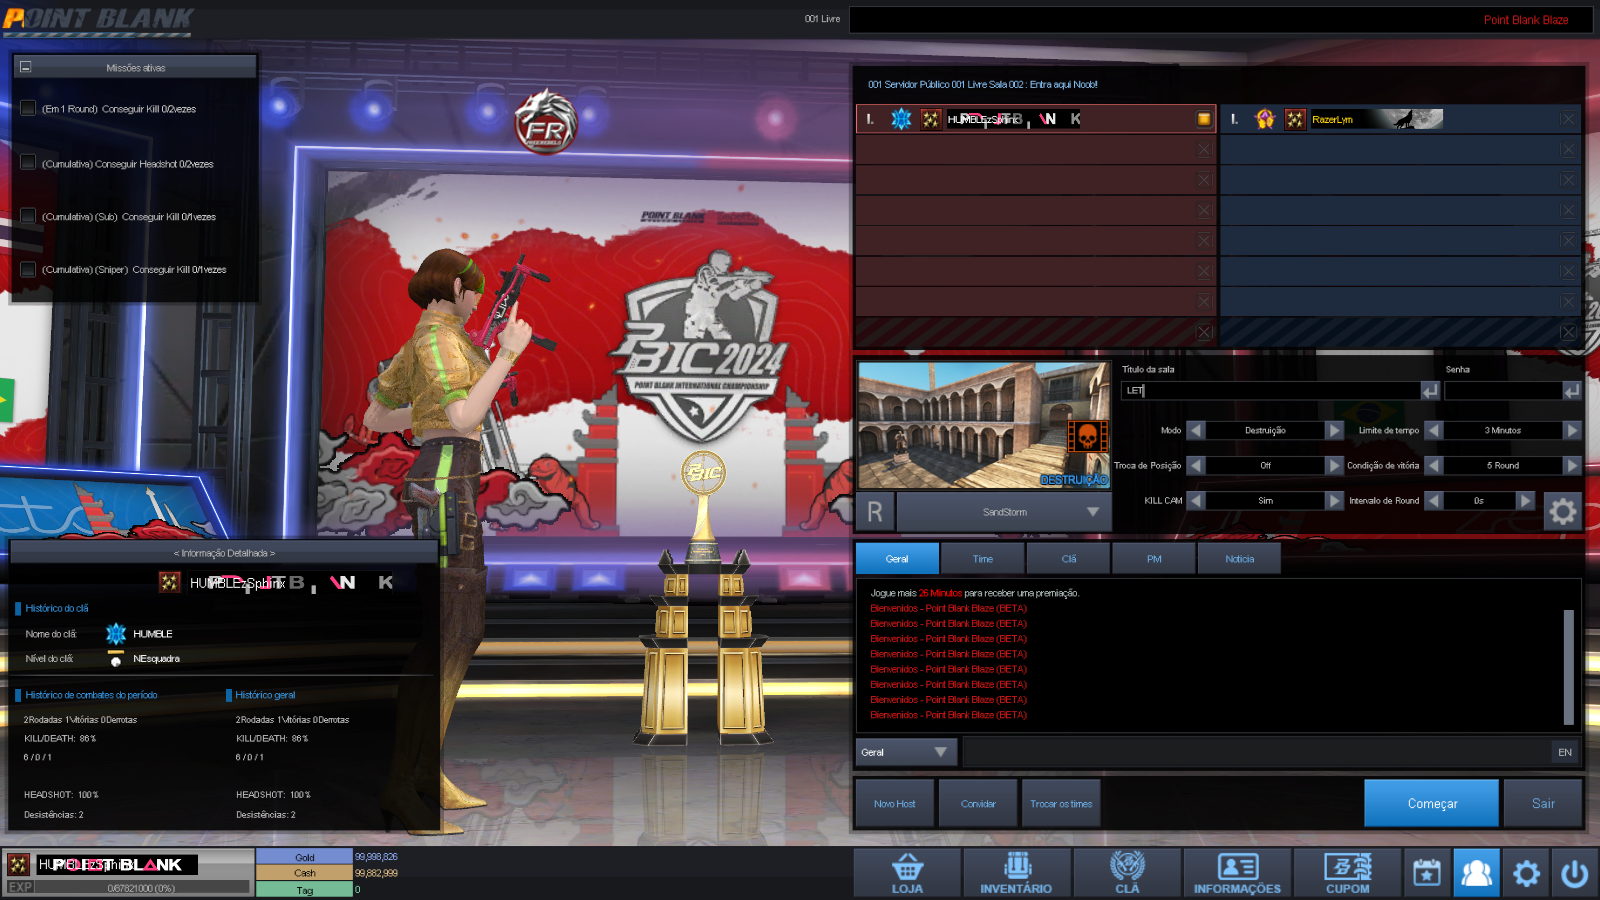 POINT BLANK
001 Livre
Point Blank Blaze
Missões ativas
(Em 1 Round) Conseguir Kill 0/2vezes
(Cumulativa) Conseguir Headshot 0/2vezes
(Cumulativa) (Sub) Conseguir Kill 0/1vezes
(Cumulativa) (Sniper) Conseguir Kill 0/1vezes
FR
POINT BLANK
PBIC 2024
POINT BLANK INTERNATIONAL CHAMPIONSHIP
PBIC
001 Servidor Público 001 Livre Sala 002 : Entra aqui Noob!!
I. HUMBLEzSphinx
I. RazerLym
Título da sala
Senha
LET
Modo
Destruição
Limite de tempo
3 Minutos
Troca de Posição
Off
Condição de vitória
5 Round
KILL CAM
Sim
Intervalo de Round
0s
DESTRUIÇÃO
R
SandStorm
Geral
Time
Clã
PM
Noticia
Jogue mais 26 Minutos para receber uma premiação.
Bienvenidos - Point Blank Blaze (BETA)
Bienvenidos - Point Blank Blaze (BETA)
Bienvenidos - Point Blank Blaze (BETA)
Bienvenidos - Point Blank Blaze (BETA)
Bienvenidos - Point Blank Blaze (BETA)
Bienvenidos - Point Blank Blaze (BETA)
Bienvenidos - Point Blank Blaze (BETA)
Bienvenidos - Point Blank Blaze (BETA)
Geral
EN
Novo Host
Convidar
Trocar os times
Começar
Sair
< Informação Detalhada >
HUMBLEzSphinx
Histórico do clã
Nome do clã:
HUMBLE
Nível do clã:
NEsquadra
Histórico de combates do período
Histórico geral
2Rodadas 1Vitórias 0Derrotas
2Rodadas 1Vitórias 0Derrotas
KILL/DEATH: 86%
KILL/DEATH: 86%
6 / 0 / 1
6 / 0 / 1
HEADSHOT: 100%
HEADSHOT: 100%
Desistências: 2
Desistências: 2
HUMBLEzSphinx
EXP
0/67821000 (0%)
Gold
99,998,826
Cash
99,882,999
Tag
0
LOJA
INVENTÁRIO
CLÃ
INFORMAÇÕES
CUPOM